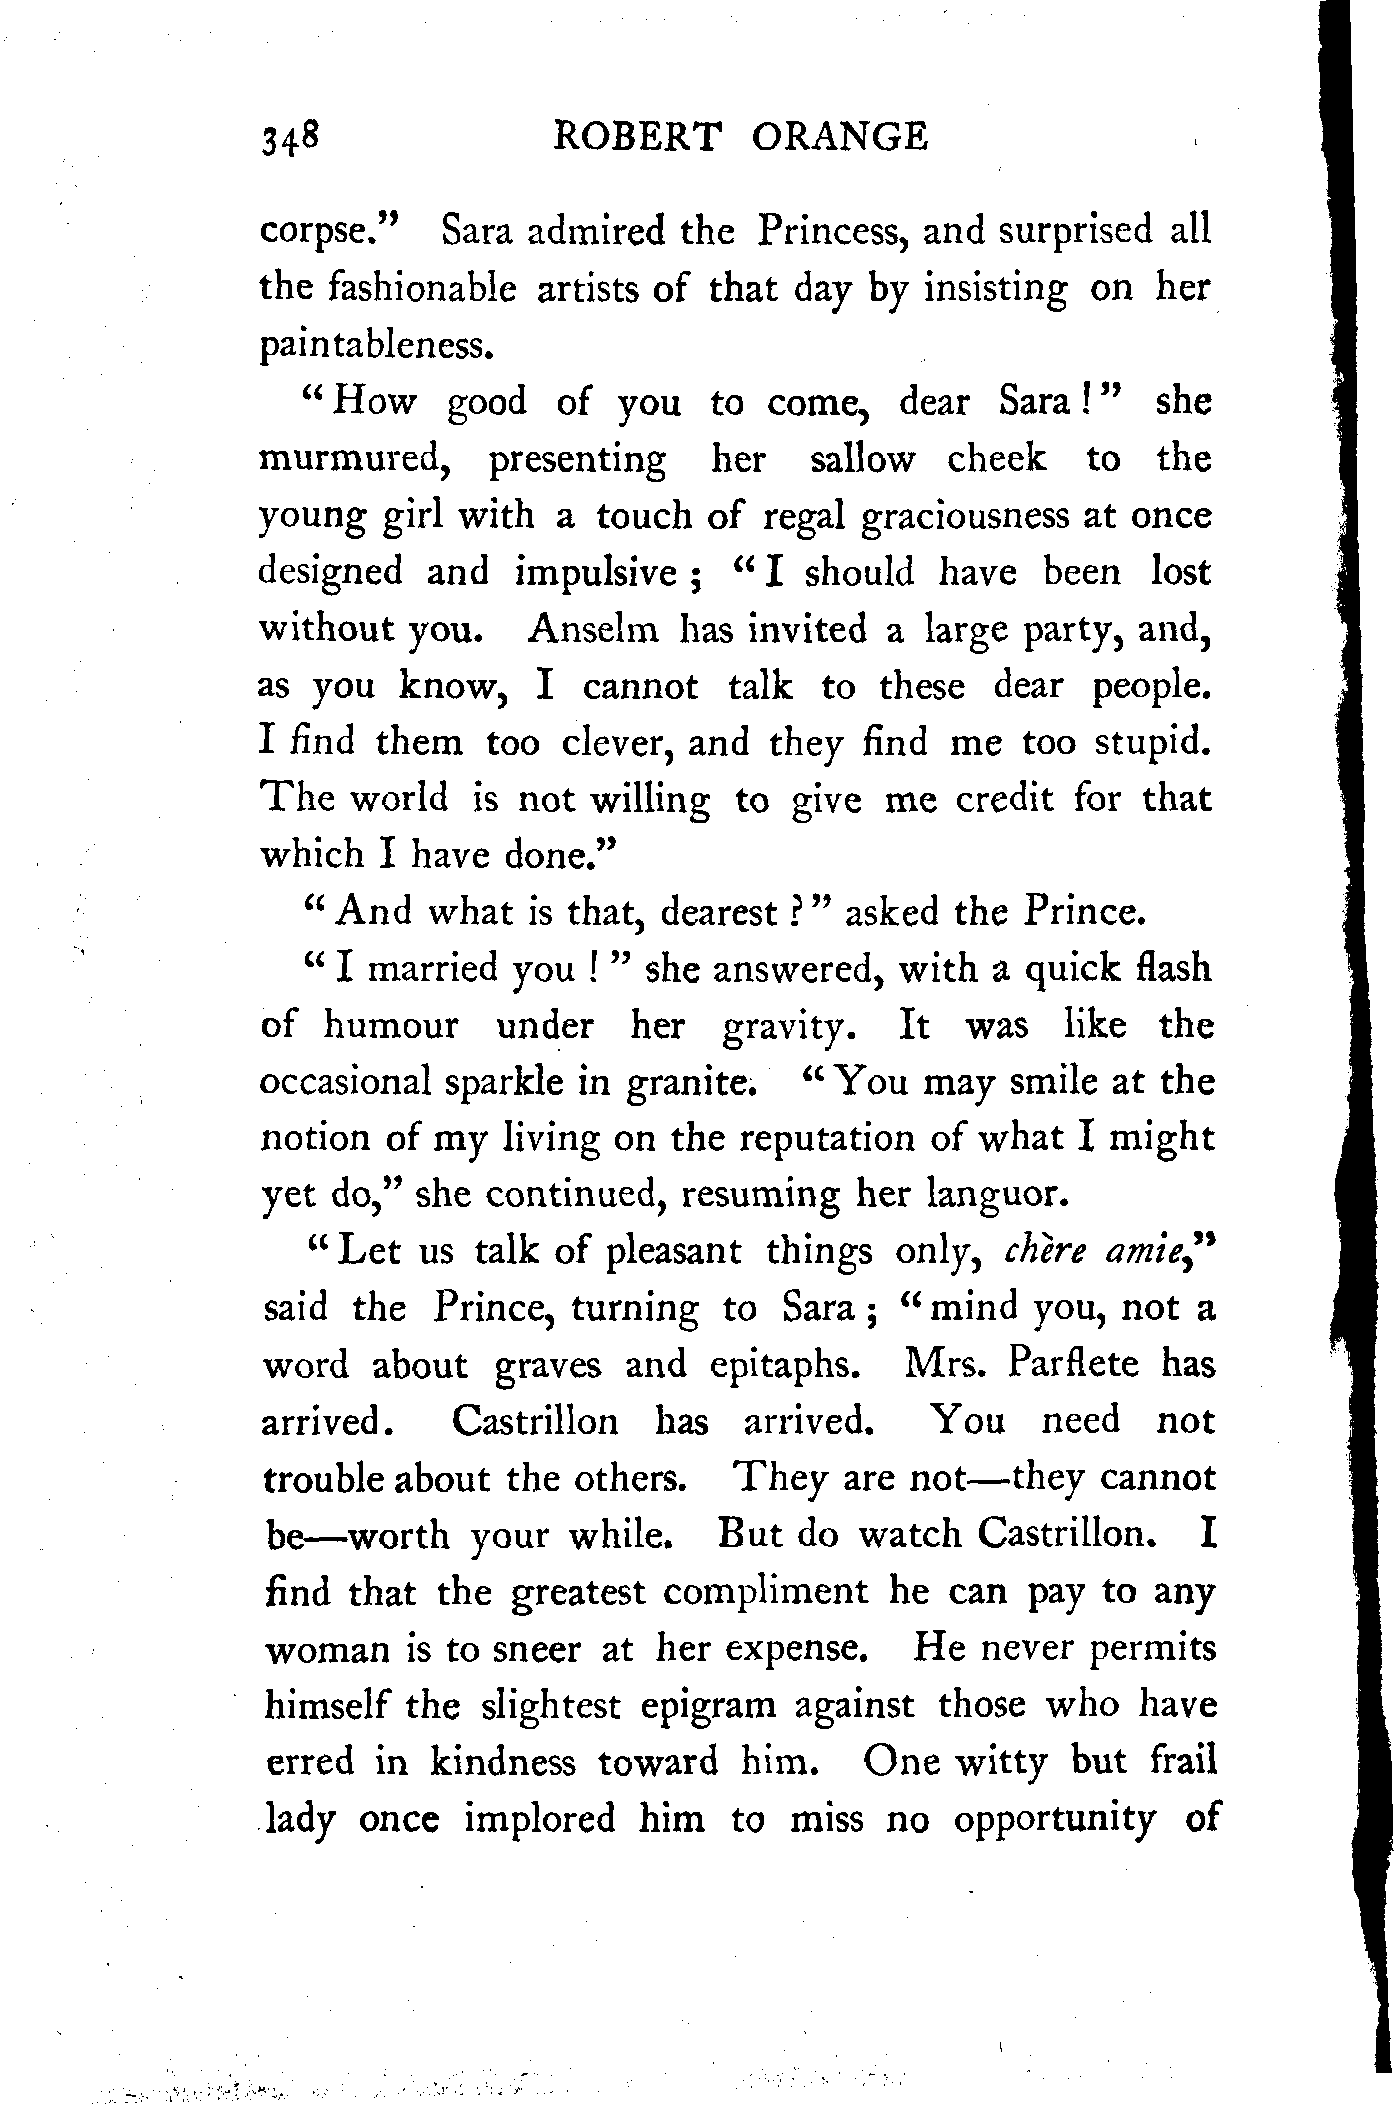 348 ROBERT ORANGE
corpse." Sara admired the Princess, and surprised all
the fashionable artists of that day by insisting on her
paintableness.
"How good of you to come, dear Sara!" she
murmured, presenting her sallow cheek to the
young girl with a touch of regal graciousness at once
designed and impulsive; "I should have been lost
without you. Anselm has invited a large party, and,
as you know, I cannot talk to these dear people.
I find them too clever, and they find me too stupid.
The world is not willing to give me credit for that
which I have done."
"And what is that, dearest?" asked the Prince.
"I married you!" she answered, with a quick flash
of humour under her gravity. It was like the
occasional sparkle in granite. "You may smile at the
notion of my living on the reputation of what I might
yet do," she continued, resuming her languor.
"Let us talk of pleasant things only, chère amie,"
said the Prince, turning to Sara; "mind you, not a
word about graves and epitaphs. Mrs. Parflete has
arrived. Castrillon has arrived. You need not
trouble about the others. They are not—they cannot
be—worth your while. But do watch Castrillon. I
find that the greatest compliment he can pay to any
woman is to sneer at her expense. He never permits
himself the slightest epigram against those who have
erred in kindness toward him. One witty but frail
lady once implored him to miss no opportunity of